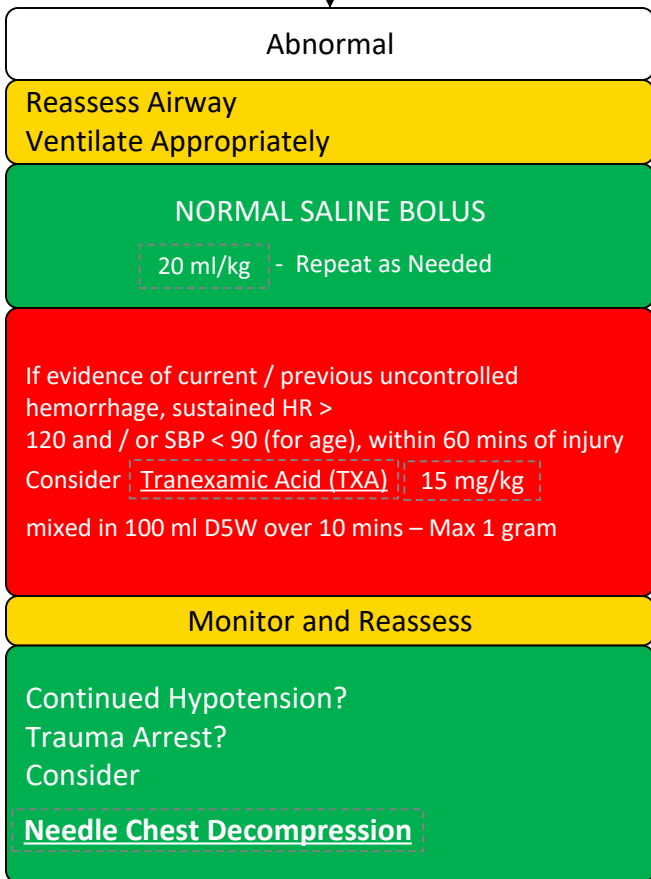 Abnormal
Reassess Airway
Ventilate Appropriately
NORMAL SALINE BOLUS
20 ml/kg - Repeat as Needed
If evidence of current / previous uncontrolled
hemorrhage, sustained HR >
120 and / or SBP < 90 (for age), within 60 mins of injury
Consider Tranexamic Acid (TXA) 15 mg/kg
mixed in 100 ml D5W over 10 mins – Max 1 gram
Monitor and Reassess
Continued Hypotension?
Trauma Arrest?
Consider
Needle Chest Decompression